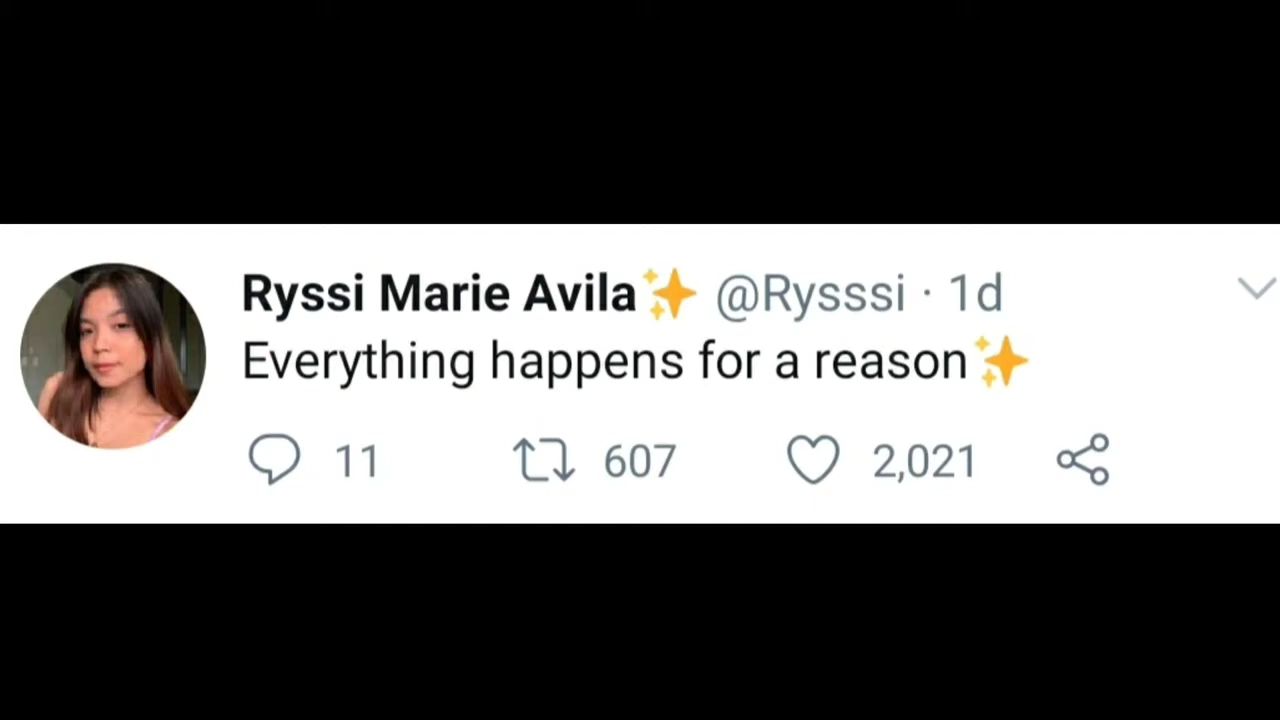 Ryssi Marie Avila✨ @Rysssi · 1d
Everything happens for a reason✨
11 607 2,021